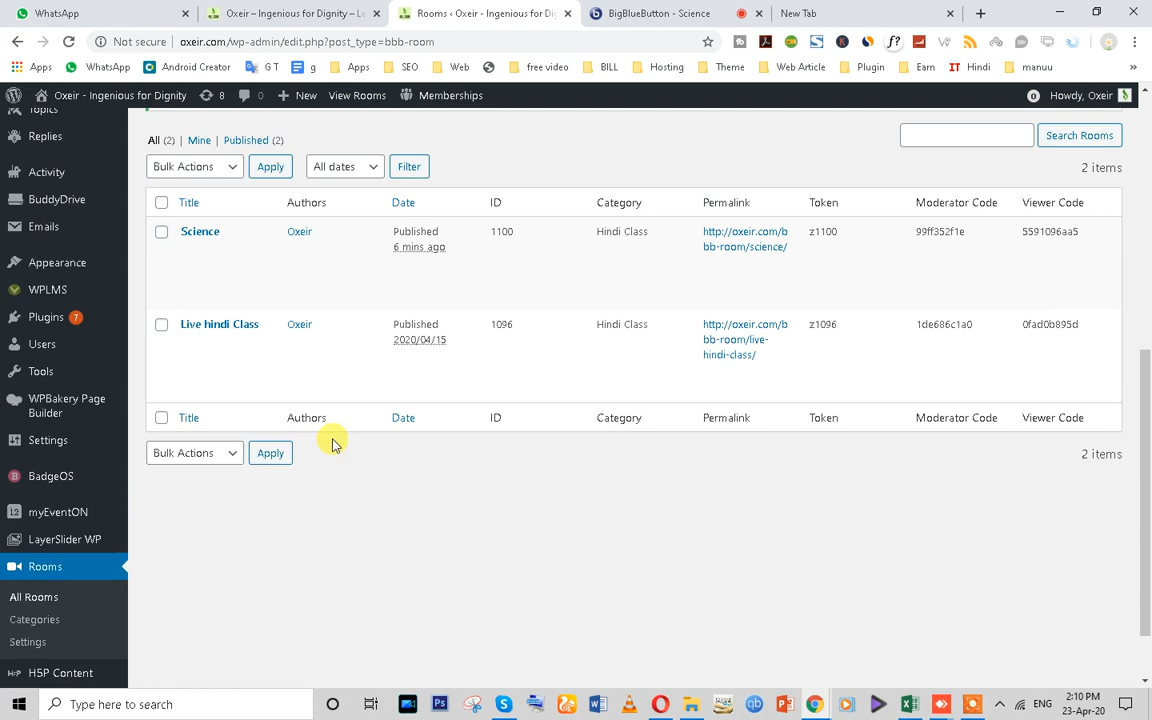 WhatsApp
Oxeir – Ingenious for Dignity – Le
Rooms ‹ Oxeir - Ingenious for Di
BigBlueButton - Science
New Tab
Not secure | oxeir.com/wp-admin/edit.php?post_type=bbb-room
Apps
WhatsApp
Android Creator
G T
g
Apps
SEO
Web
free video
BILL
Hosting
Theme
Web Article
Plugin
Earn
IT Hindi
manuu
»
Oxeir - Ingenious for Dignity
8
0
+ New
View Rooms
Memberships
0
Howdy, Oxeir
Topics
Replies
Activity
BuddyDrive
Emails
Appearance
WPLMS
Plugins 7
Users
Tools
WPBakery Page
Builder
Settings
BadgeOS
myEventON
LayerSlider WP
Rooms
All Rooms
Categories
Settings
H5P Content
All (2) | Mine | Published (2)
Search Rooms
Bulk Actions
Apply
All dates
Filter
2 items
Title Authors Date ID Category Permalink Token Moderator Code Viewer Code
Science Oxeir Published 1100 Hindi Class http://oxeir.com/b z1100 99ff352f1e 5591096aa5
6 mins ago bb-room/science/
Live hindi Class Oxeir Published 1096 Hindi Class http://oxeir.com/b z1096 1de686c1a0 0fad0b895d
2020/04/15 bb-room/live-
hindi-class/
Title Authors Date ID Category Permalink Token Moderator Code Viewer Code
Bulk Actions
Apply
2 items
Type here to search
ENG
2:10 PM
23-Apr-20